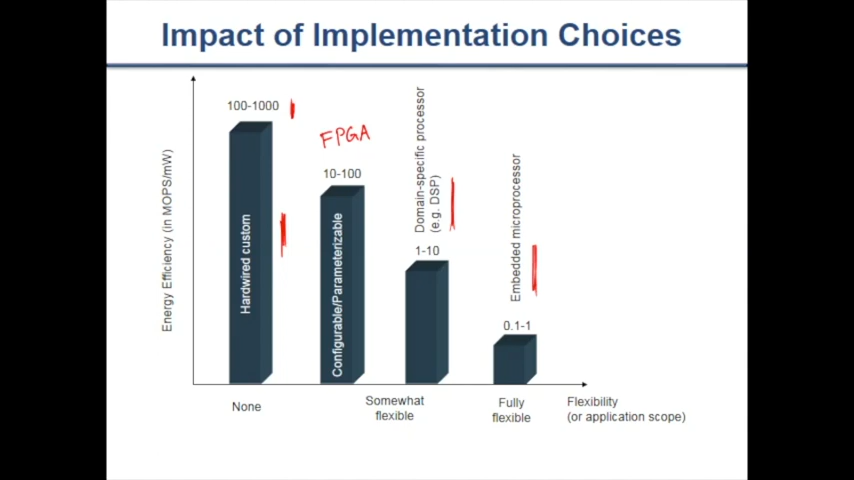 Impact of Implementation Choices
Energy Efficiency (in MOPS/mW)
100-1000
Hardwired custom
FPGA
10-100
Configurable/Parameterizable
Domain-specific processor
(e.g. DSP)
1-10
Embedded microprocessor
0.1-1
None
Somewhat
flexible
Fully
flexible
Flexibility
(or application scope)